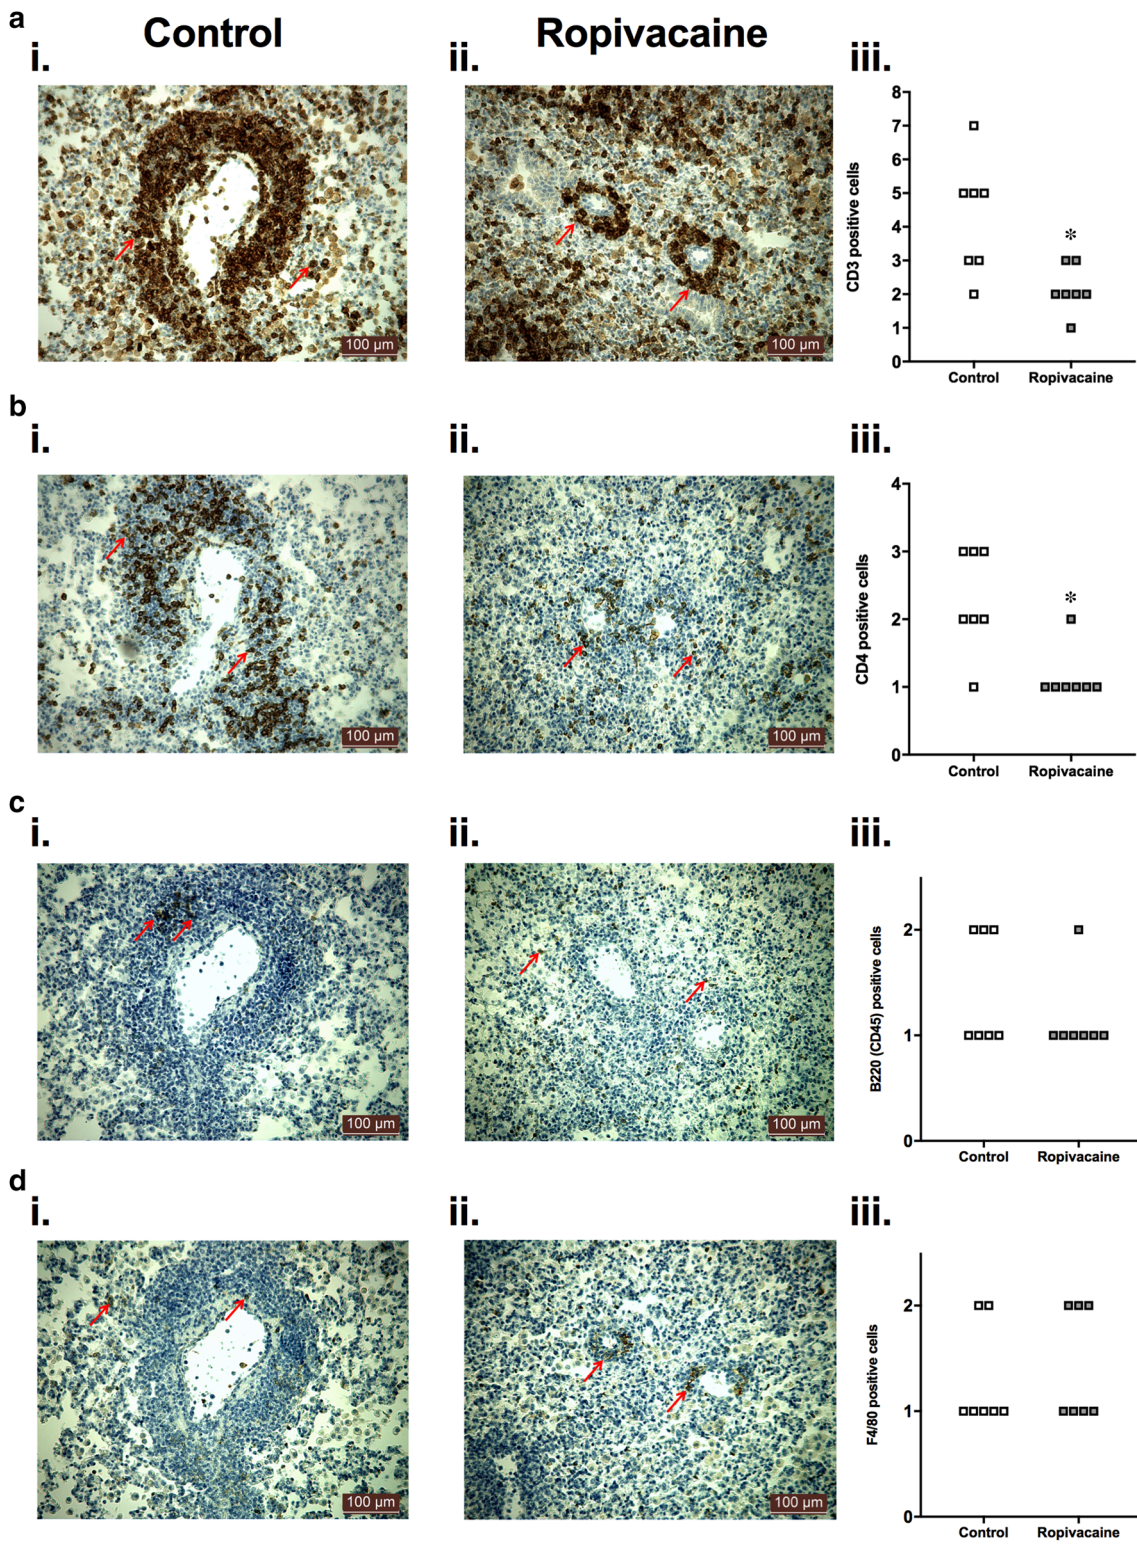 a
Control
Ropivacaine
i.
ii.
iii.
100 µm
100 µm
CD3 positive cells
8
7
6
5
4
3
2
1
0
*
Control
Ropivacaine
b
i.
ii.
iii.
100 µm
100 µm
CD4 positive cells
4
3
2
1
0
*
Control
Ropivacaine
c
i.
ii.
iii.
100 µm
100 µm
B220 (CD45) positive cells
2
1
0
Control
Ropivacaine
d
i.
ii.
iii.
100 µm
100 µm
F4/80 positive cells
2
1
0
Control
Ropivacaine